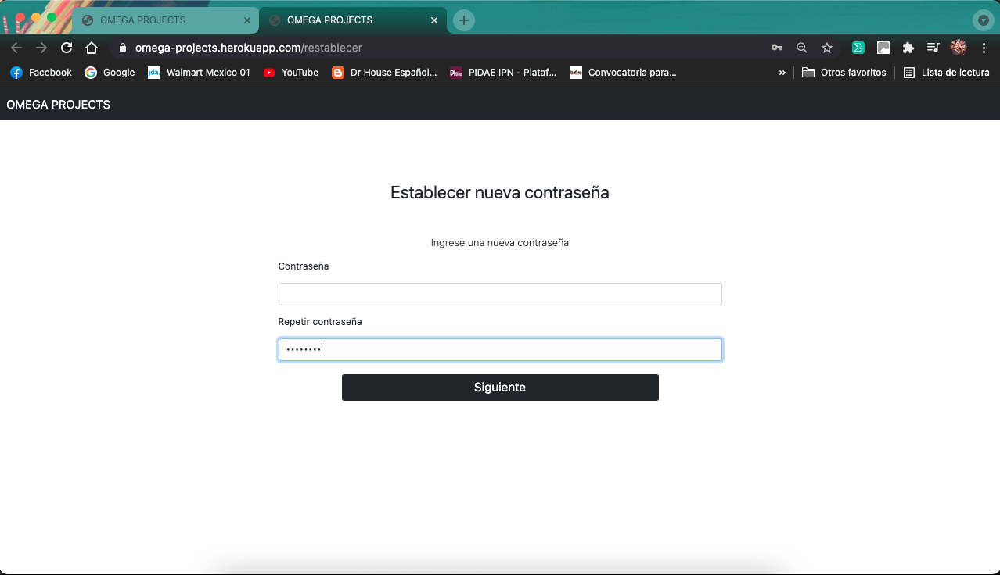 OMEGA PROJECTS
OMEGA PROJECTS
omega-projects.herokuapp.com/restablecer
Facebook
Google
jda.
Walmart Mexico 01
YouTube
Dr House Español...
PIDAE IPN - Plataf...
Convocatoria para...
»
Otros favoritos
Lista de lectura
OMEGA PROJECTS
Establecer nueva contraseña
Ingrese una nueva contraseña
Contraseña
Repetir contraseña
••••••••
Siguiente